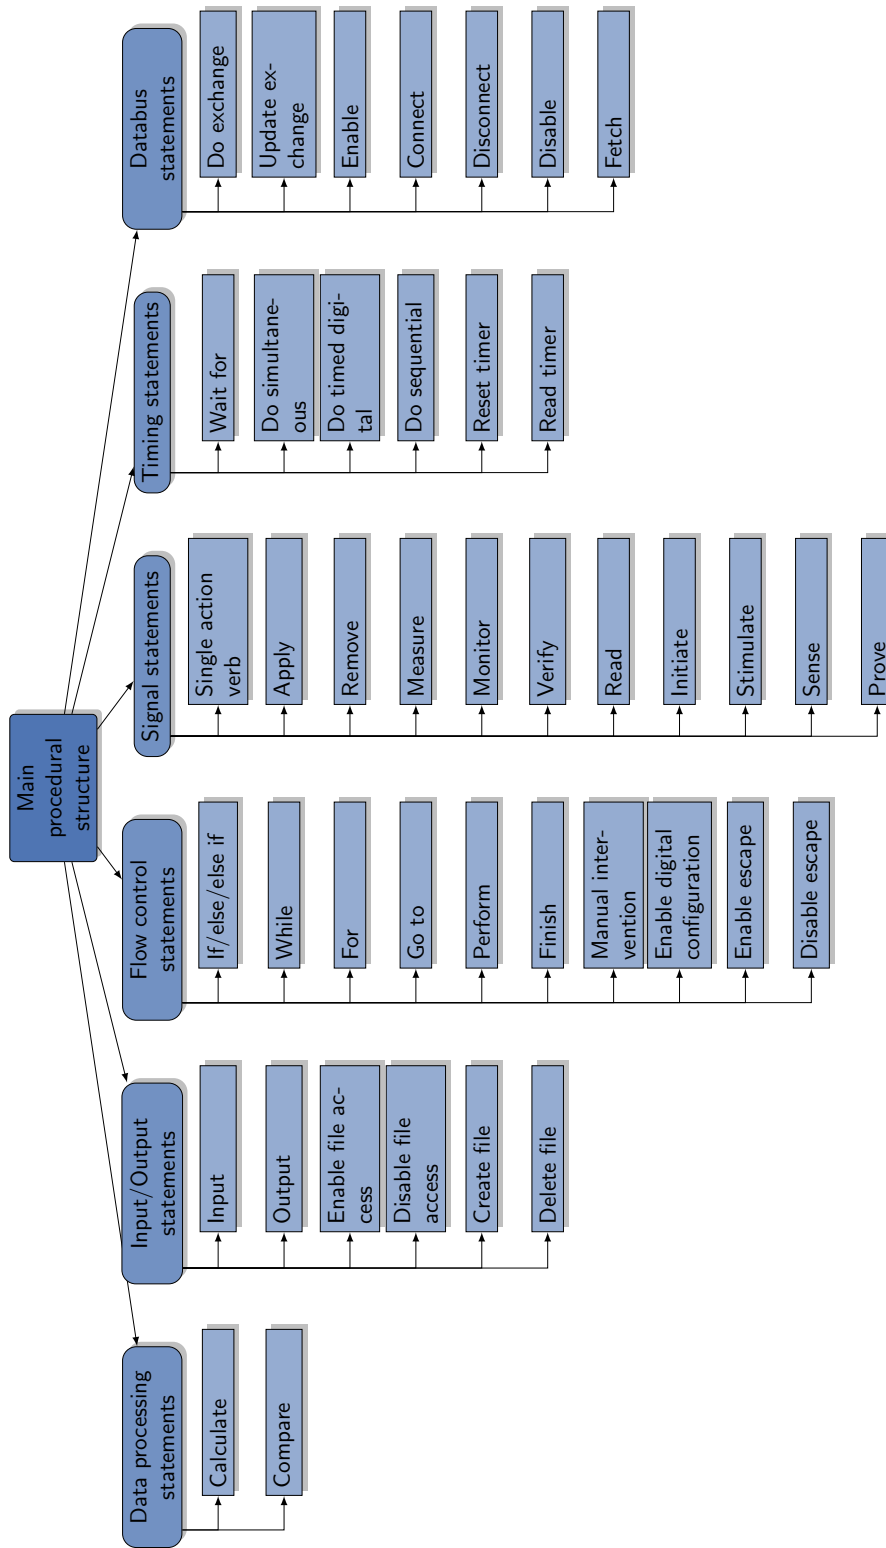 Main
procedural
structure
Data processing
statements
Calculate
Compare
Input/Output
statements
Input
Output
Enable file ac-
cess
Disable file
access
Create file
Delete file
Flow control
statements
If/else/else if
While
For
Go to
Perform
Finish
Manual inter-
vention
Enable digital
configuration
Enable escape
Disable escape
Signal statements
Single action
verb
Apply
Remove
Measure
Monitor
Verify
Read
Initiate
Stimulate
Sense
Prove
Timing statements
Wait for
Do simultane-
ous
Do timed digi-
tal
Do sequential
Reset timer
Read timer
Databus
statements
Do exchange
Update ex-
change
Enable
Connect
Disconnect
Disable
Fetch